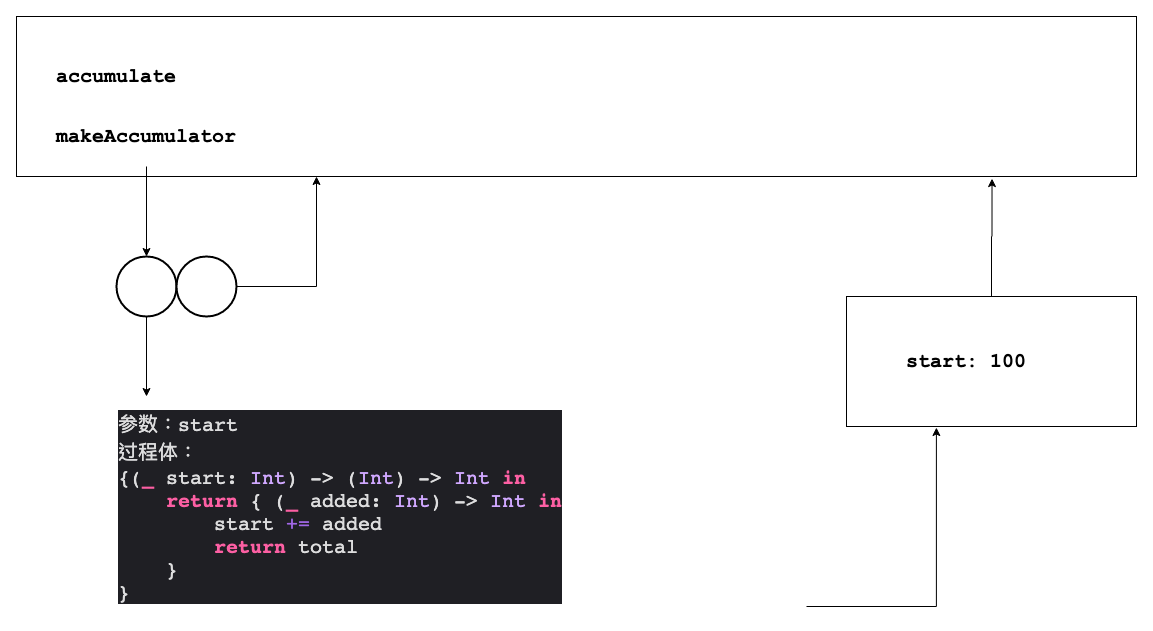 accumulate
makeAccumulator
start: 100
参数：start
过程体：
{(_ start: Int) -> (Int) -> Int in
    return { (_ added: Int) -> Int in
        start += added
        return total
    }
}